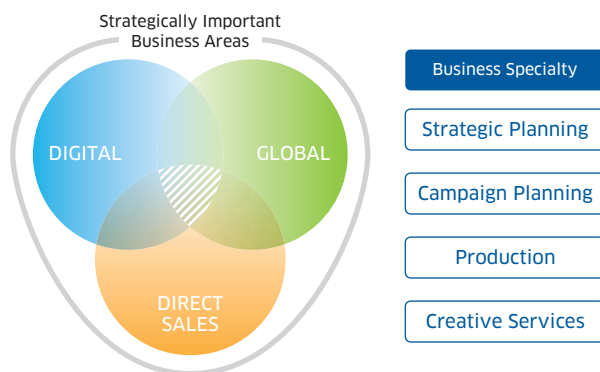 Strategically Important
Business Areas
DIGITAL
GLOBAL
DIRECT
SALES
Business Specialty
Strategic Planning
Campaign Planning
Production
Creative Services